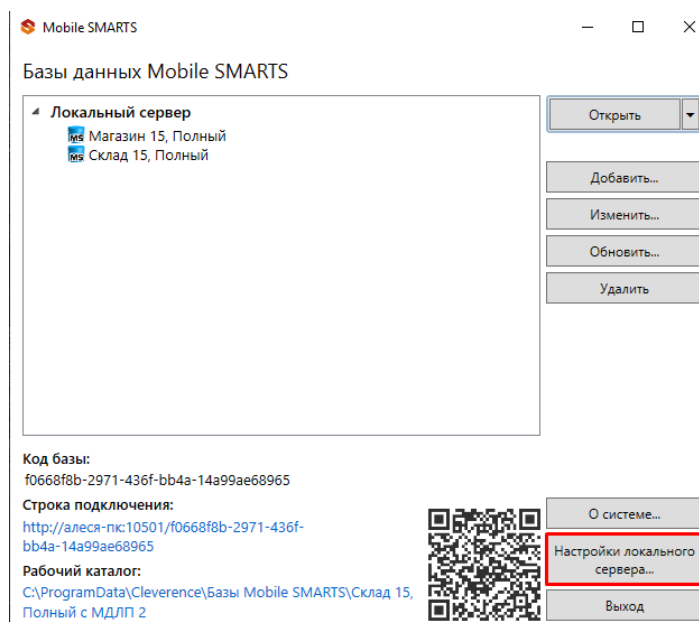 Mobile SMARTS
Базы данных Mobile SMARTS
Локальный сервер
Магазин 15, Полный
Склад 15, Полный
Открыть
Добавить...
Изменить...
Обновить...
Удалить
Код базы:
f0668f8b-2971-436f-bb4a-14a99ae68965
Строка подключения:
http://алеся-пк:10501/f0668f8b-2971-436f-
bb4a-14a99ae68965
Рабочий каталог:
C:\ProgramData\Cleverence\Базы Mobile SMARTS\Склад 15,
Полный с МДЛП 2
О системе...
Настройки локального
сервера...
Выход